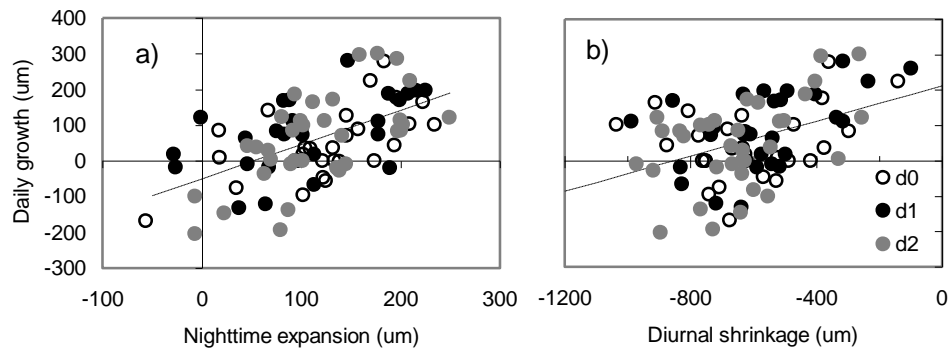 a)
Daily growth (um)
400
300
200
100
0
-100
-200
-300
-100 0 100 200 300
Nighttime expansion (um)
b)
d0
d1
d2
-1200 -800 -400 0
Diurnal shrinkage (um)